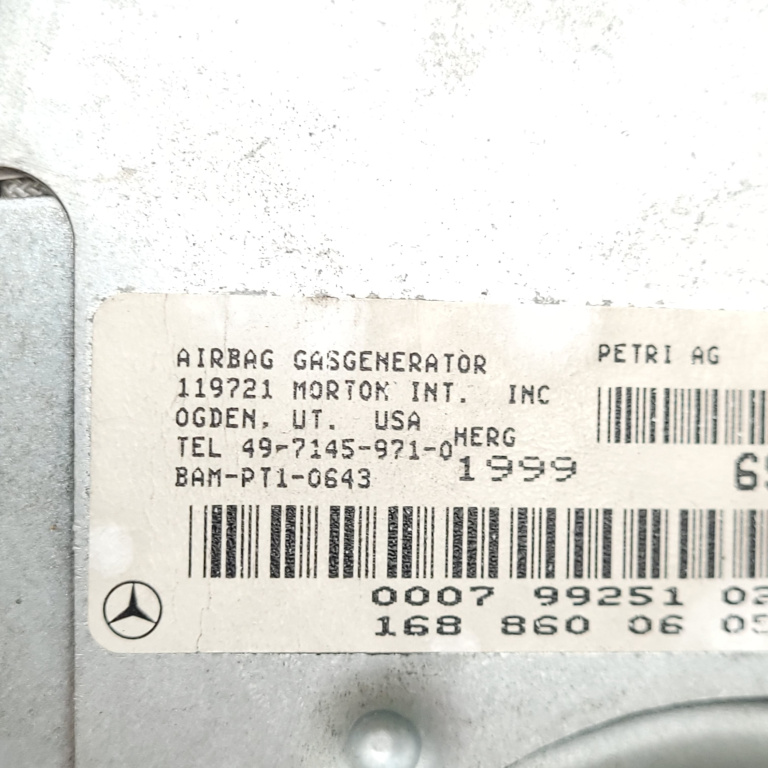 AIRBAG GASGENERATOR
119721 MORTON INT. INC
OGDEN, UT. USA
TEL 49-7145-971-0
BAM-PT1-0643
HERG
1999
PETRI AG
0007 99251
168 860 06